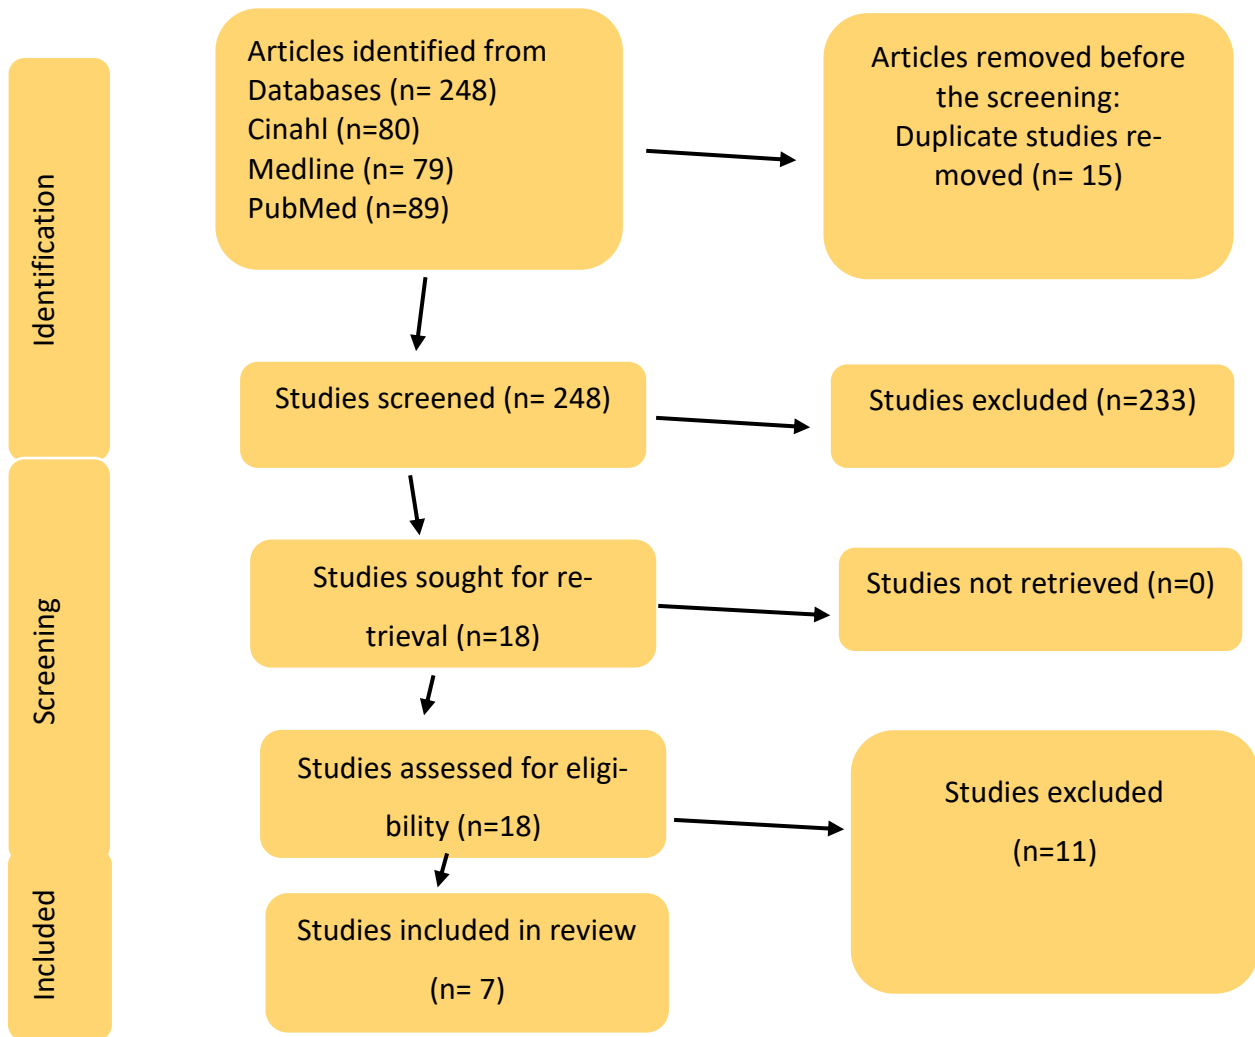 Identification
Articles identified from
Databases (n= 248)
Cinahl (n=80)
Medline (n= 79)
PubMed (n=89)
Articles removed before
the screening:
Duplicate studies re-
moved (n= 15)
Studies screened (n= 248)
Studies excluded (n=233)
Screening
Studies sought for re-
trieval (n=18)
Studies not retrieved (n=0)
Studies assessed for eligi-
bility (n=18)
Studies excluded
(n=11)
Included
Studies included in review
(n= 7)